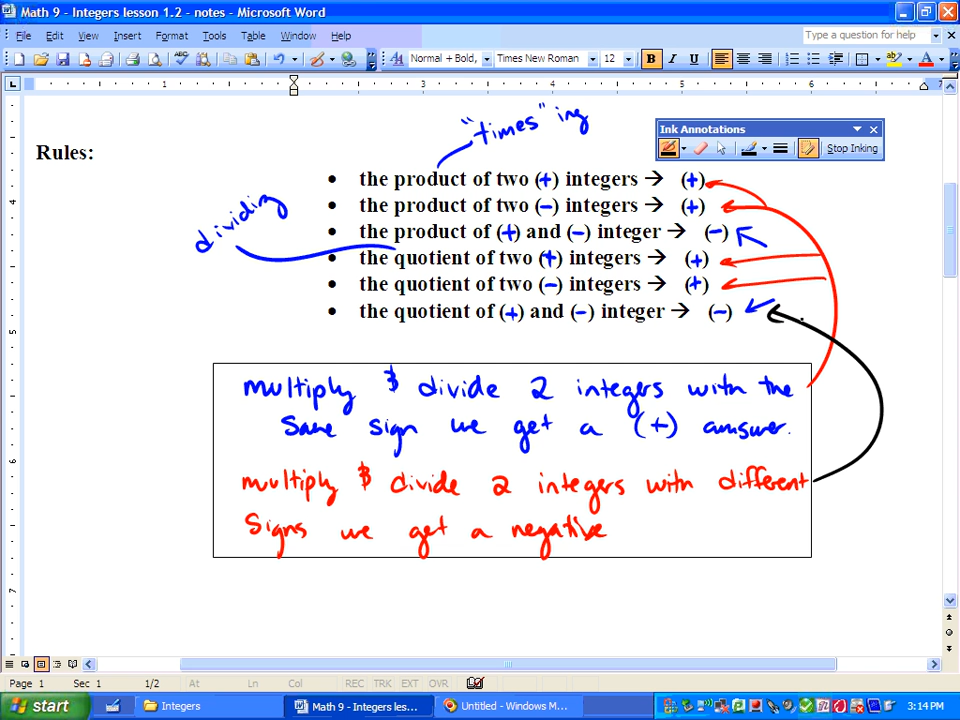 Math 9 - Integers lesson 1.2 - notes - Microsoft Word
File Edit View Insert Format Tools Table Window Help Type a question for help
Normal + Bold, Times New Roman 12 B I U
3 4 5 6
"times" ing
Ink Annotations
Stop Inking
Rules:
dividing
• the product of two (+) integers → (+)
• the product of two (−) integers → (+)
• the product of (+) and (−) integer → (−)
• the quotient of two (+) integers → (+)
• the quotient of two (−) integers → (+)
• the quotient of (+) and (−) integer → (−)
multiply & divide 2 integers with the
same sign we get a (+) answer.
multiply & divide 2 integers with different
signs we get a negative
Page 1 Sec 1 1/2 At Ln Col REC TRK EXT OVR
start Integers Math 9 - Integers les... Untitled - Windows M... 3:14 PM